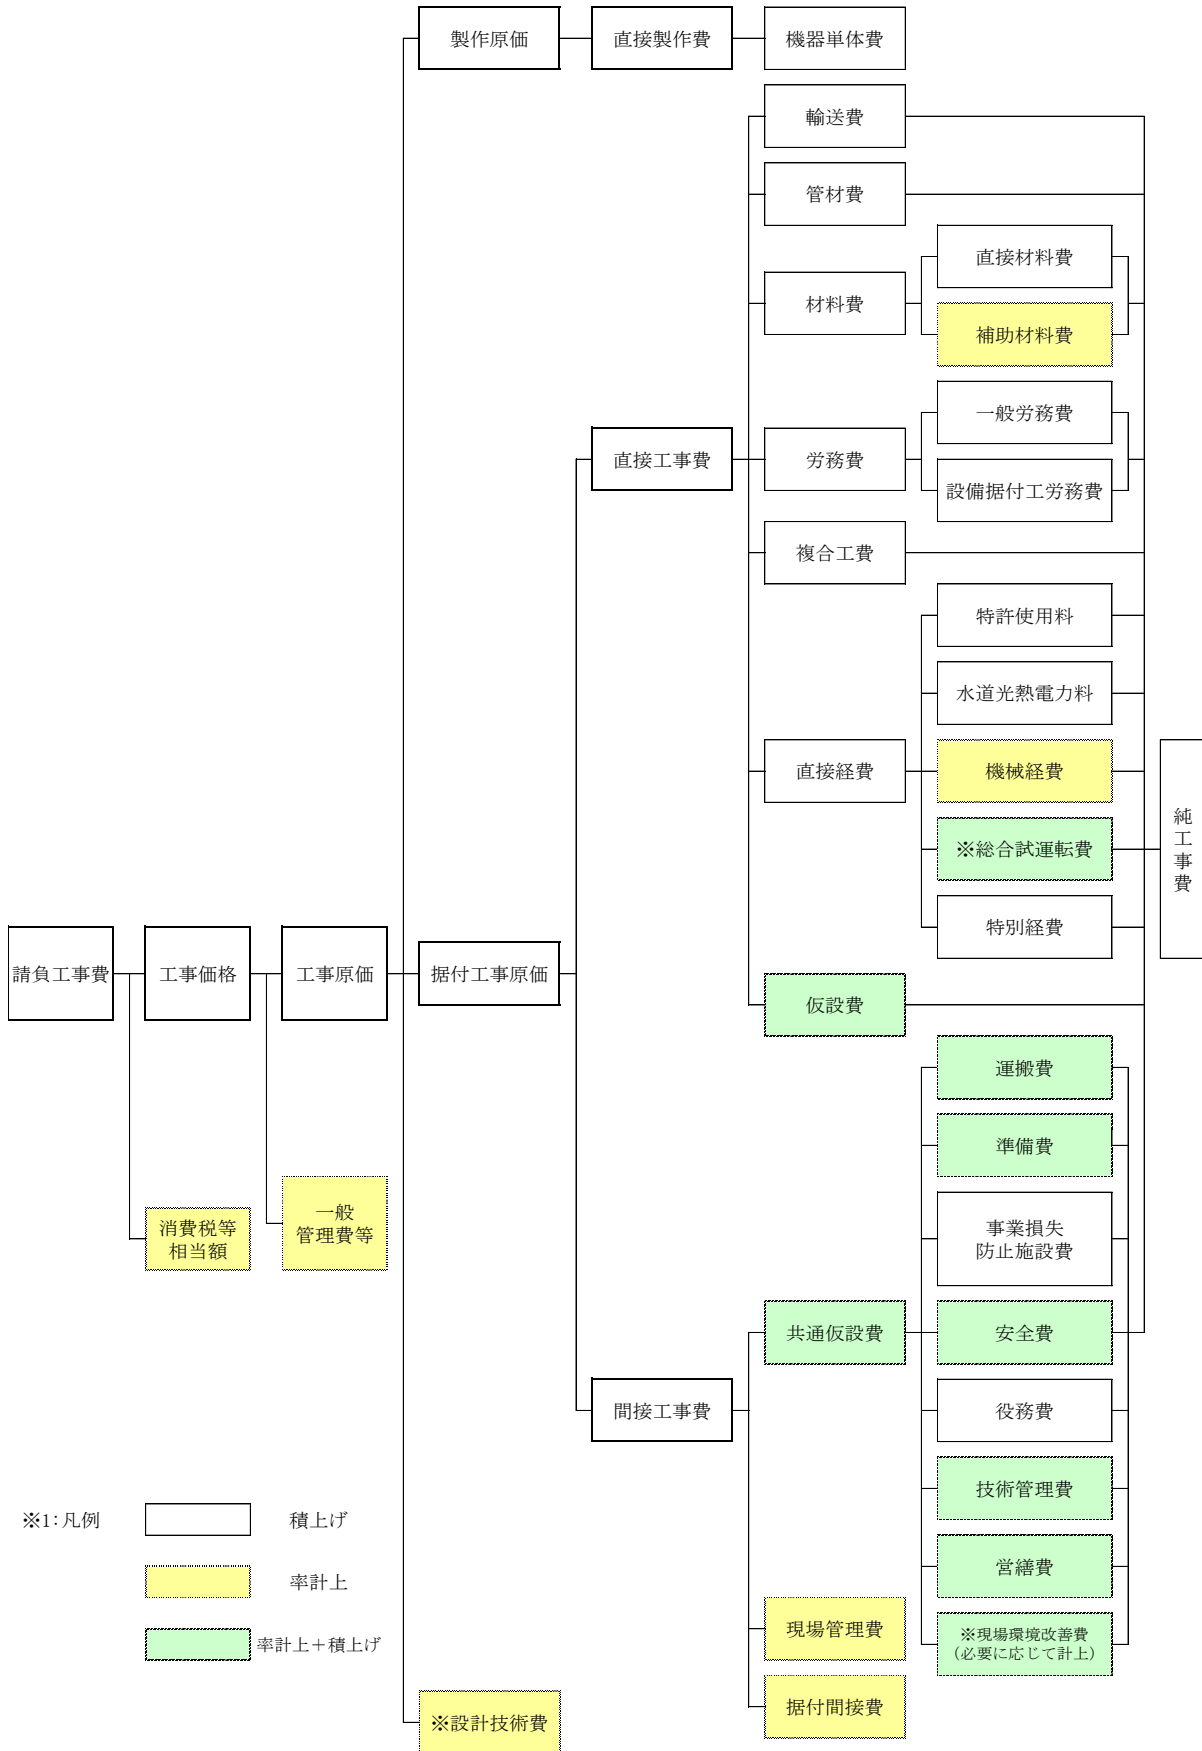 製作原価
直接製作費
機器単体費
輸送費
管材費
直接材料費
材料費
補助材料費
一般労務費
直接工事費
労務費
設備据付工労務費
複合工費
特許使用料
水道光熱電力料
直接経費
機械経費
純工事費
※総合試運転費
特別経費
請負工事費
工事価格
工事原価
据付工事原価
仮設費
運搬費
準備費
消費税等
相当額
一般
管理費等
事業損失
防止施設費
共通仮設費
安全費
間接工事費
役務費
技術管理費
※1:凡例
積上げ
営繕費
率計上
現場管理費
※現場環境改善費
(必要に応じて計上)
率計上＋積上げ
※設計技術費
据付間接費